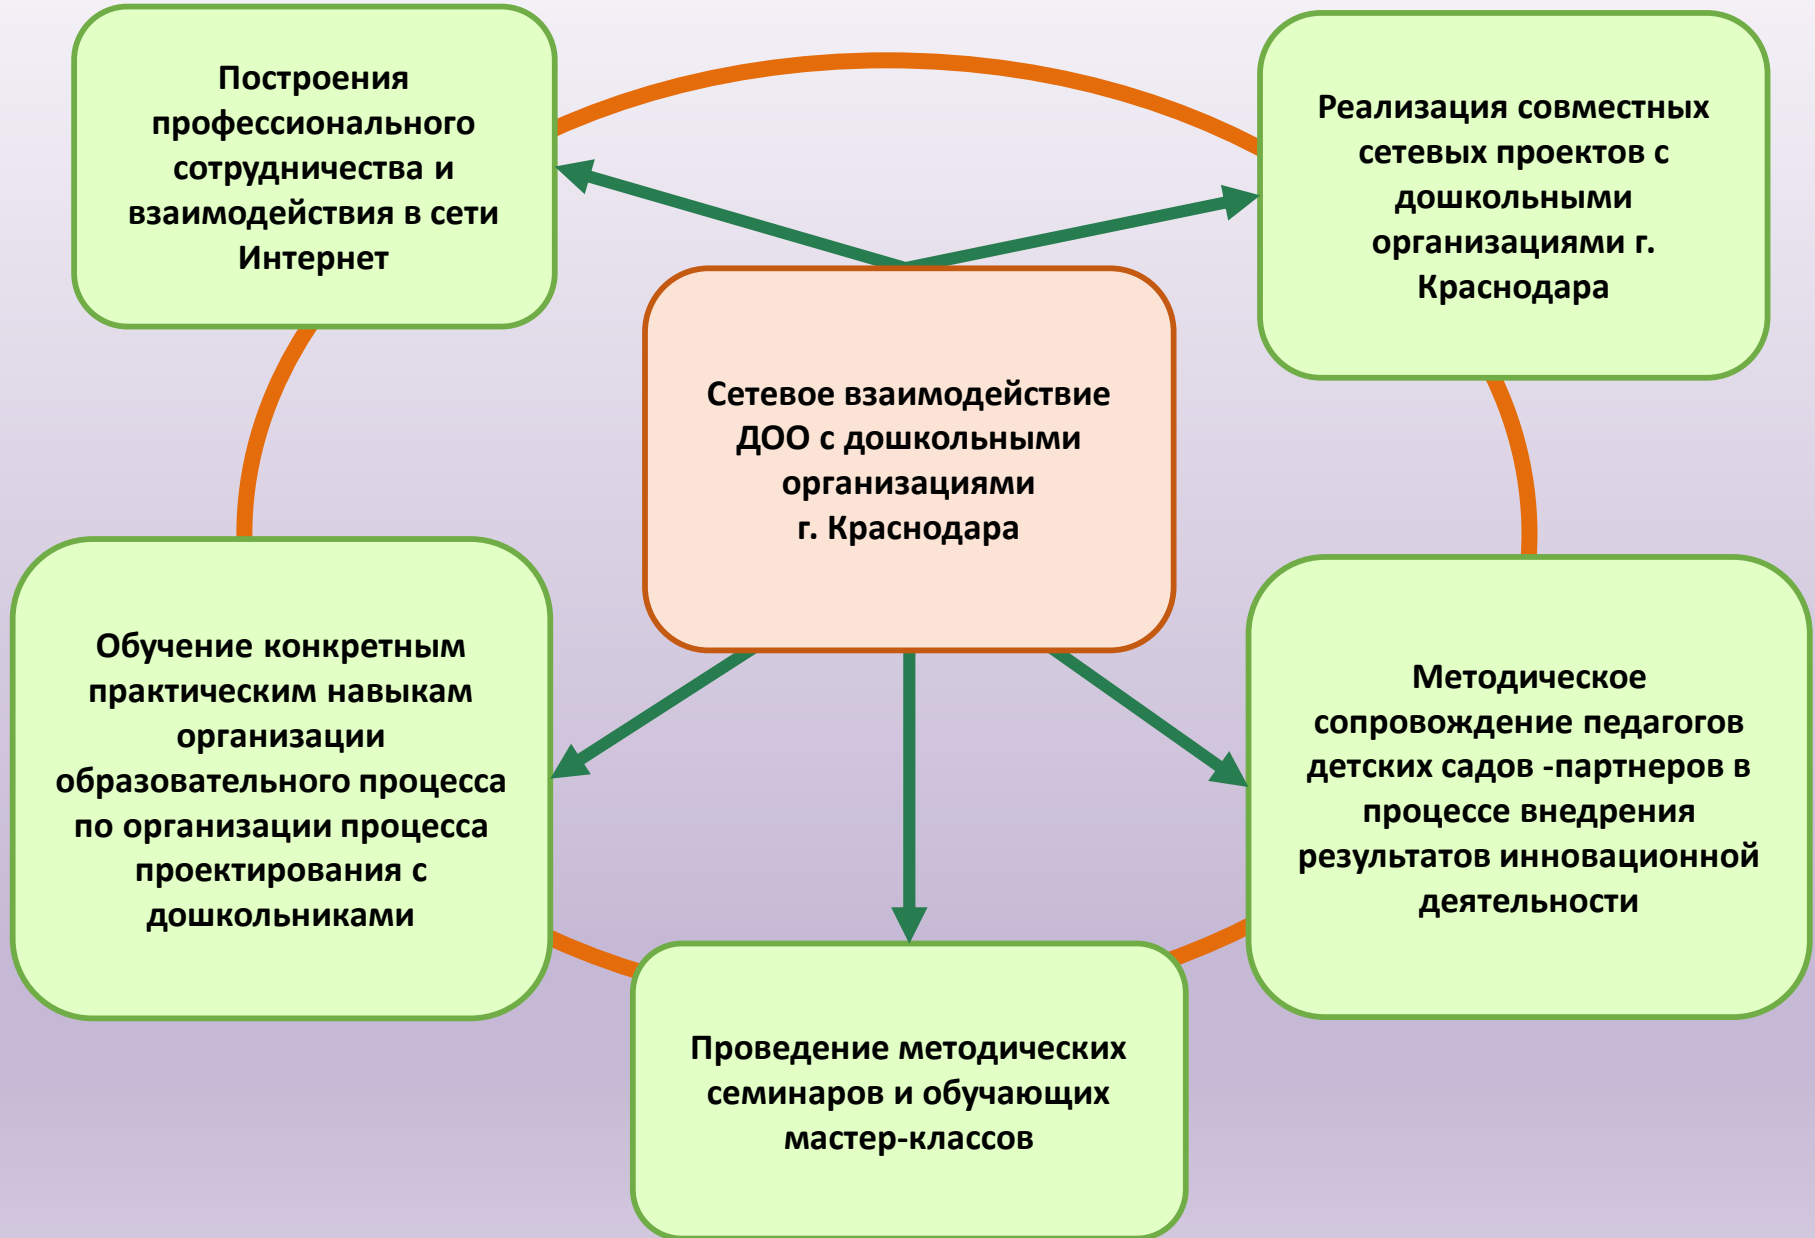 Построения
профессионального
сотрудничества и
взаимодействия в сети
Интернет
Реализация совместных
сетевых проектов с
дошкольными
организациями г.
Краснодара
Сетевое взаимодействие
ДОО с дошкольными
организациями
г. Краснодара
Обучение конкретным
практическим навыкам
организации
образовательного процесса
по организации процесса
проектирования с
дошкольниками
Методическое
сопровождение педагогов
детских садов -партнеров в
процессе внедрения
результатов инновационной
деятельности
Проведение методических
семинаров и обучающих
мастер-классов